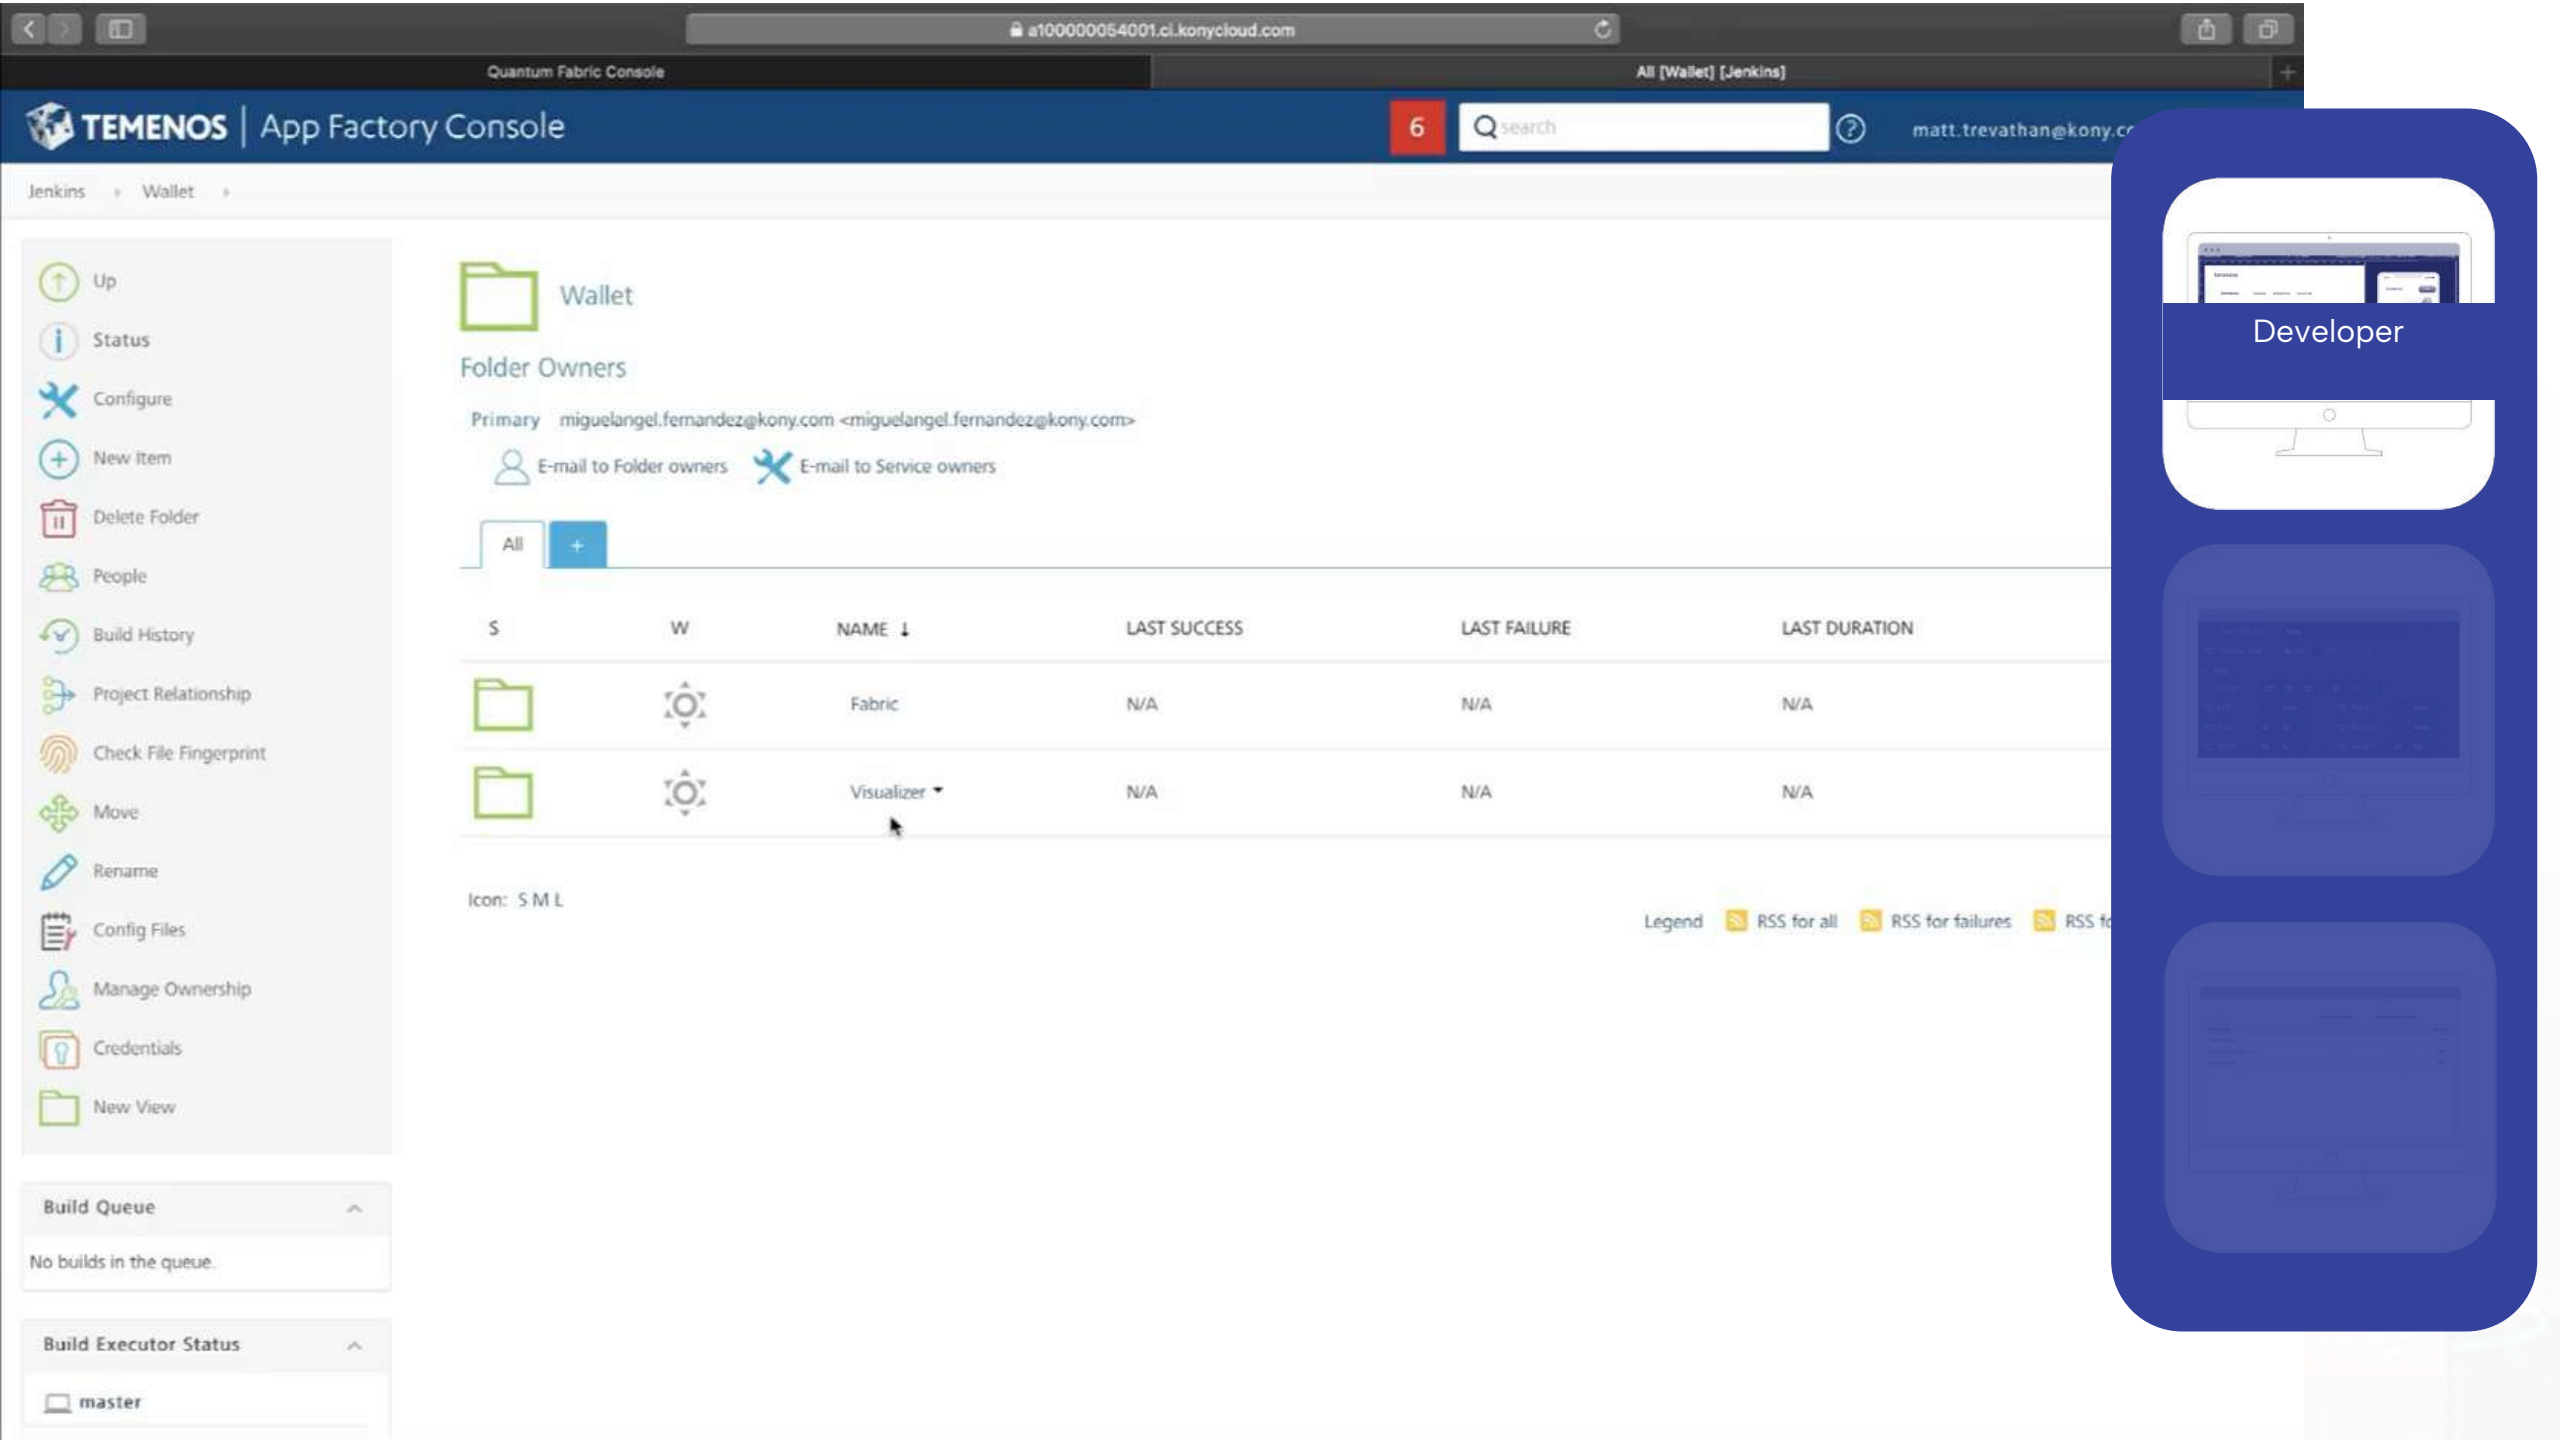 a100000054001.ci.konycloud.com
Quantum Fabric Console
All [Wallet] [Jenkins]
TEMENOS | App Factory Console
6
search
?
matt.trevathan@kony.co
Jenkins
Wallet
Up
Status
Configure
New Item
Delete Folder
People
Build History
Project Relationship
Check File Fingerprint
Move
Rename
Config Files
Manage Ownership
Credentials
New View
Build Queue
No builds in the queue.
Build Executor Status
master
Wallet
Folder Owners
Primary miguelangel.fernandez@kony.com <miguelangel.fernandez@kony.com>
E-mail to Folder owners E-mail to Service owners
All +
S W NAME ↓ LAST SUCCESS LAST FAILURE LAST DURATION
Fabric N/A N/A N/A
Visualizer N/A N/A N/A
Icon: S M L
Legend RSS for all RSS for failures RSS fo
Developer